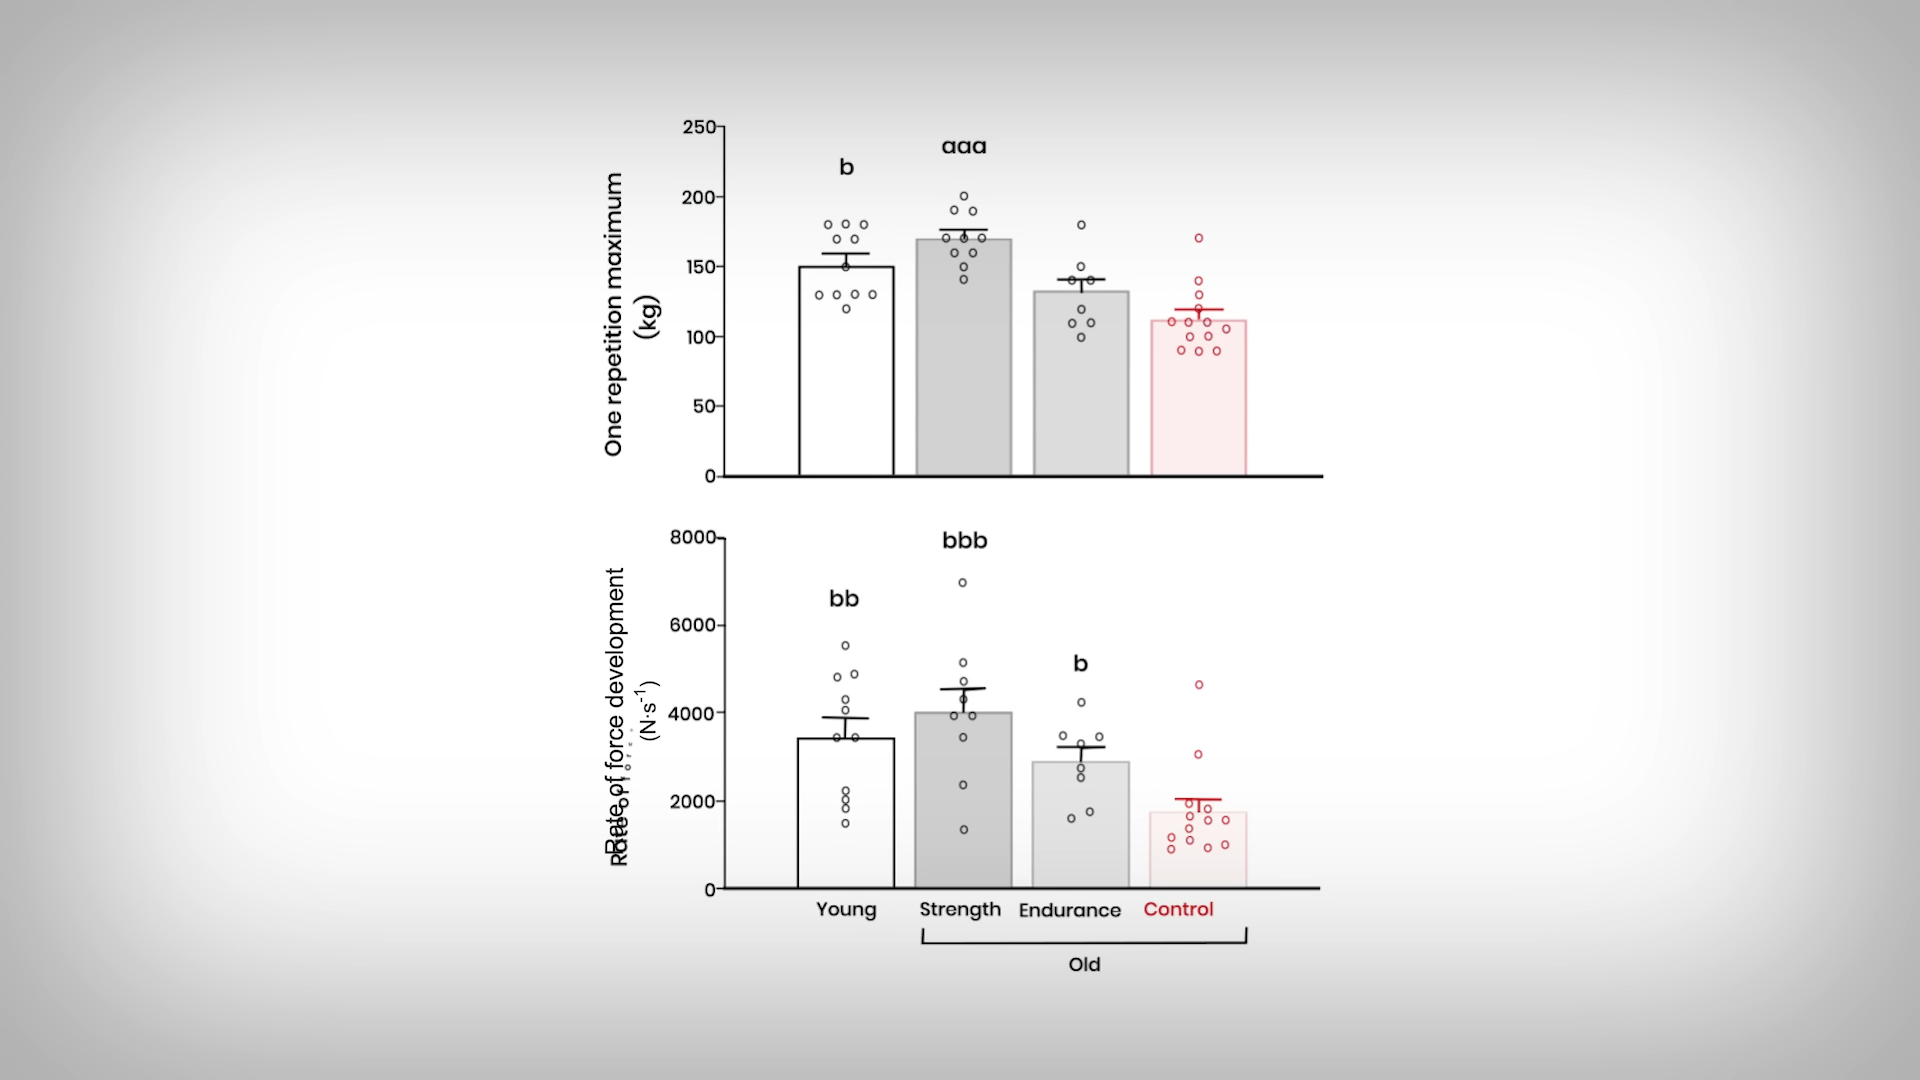 One repetition maximum
(kg)
250
200
150
100
50
0
b
aaa
Rate of force development
(N·s-1)
8000
6000
4000
2000
0
bb
bbb
b
Young
Strength
Endurance
Control
Old